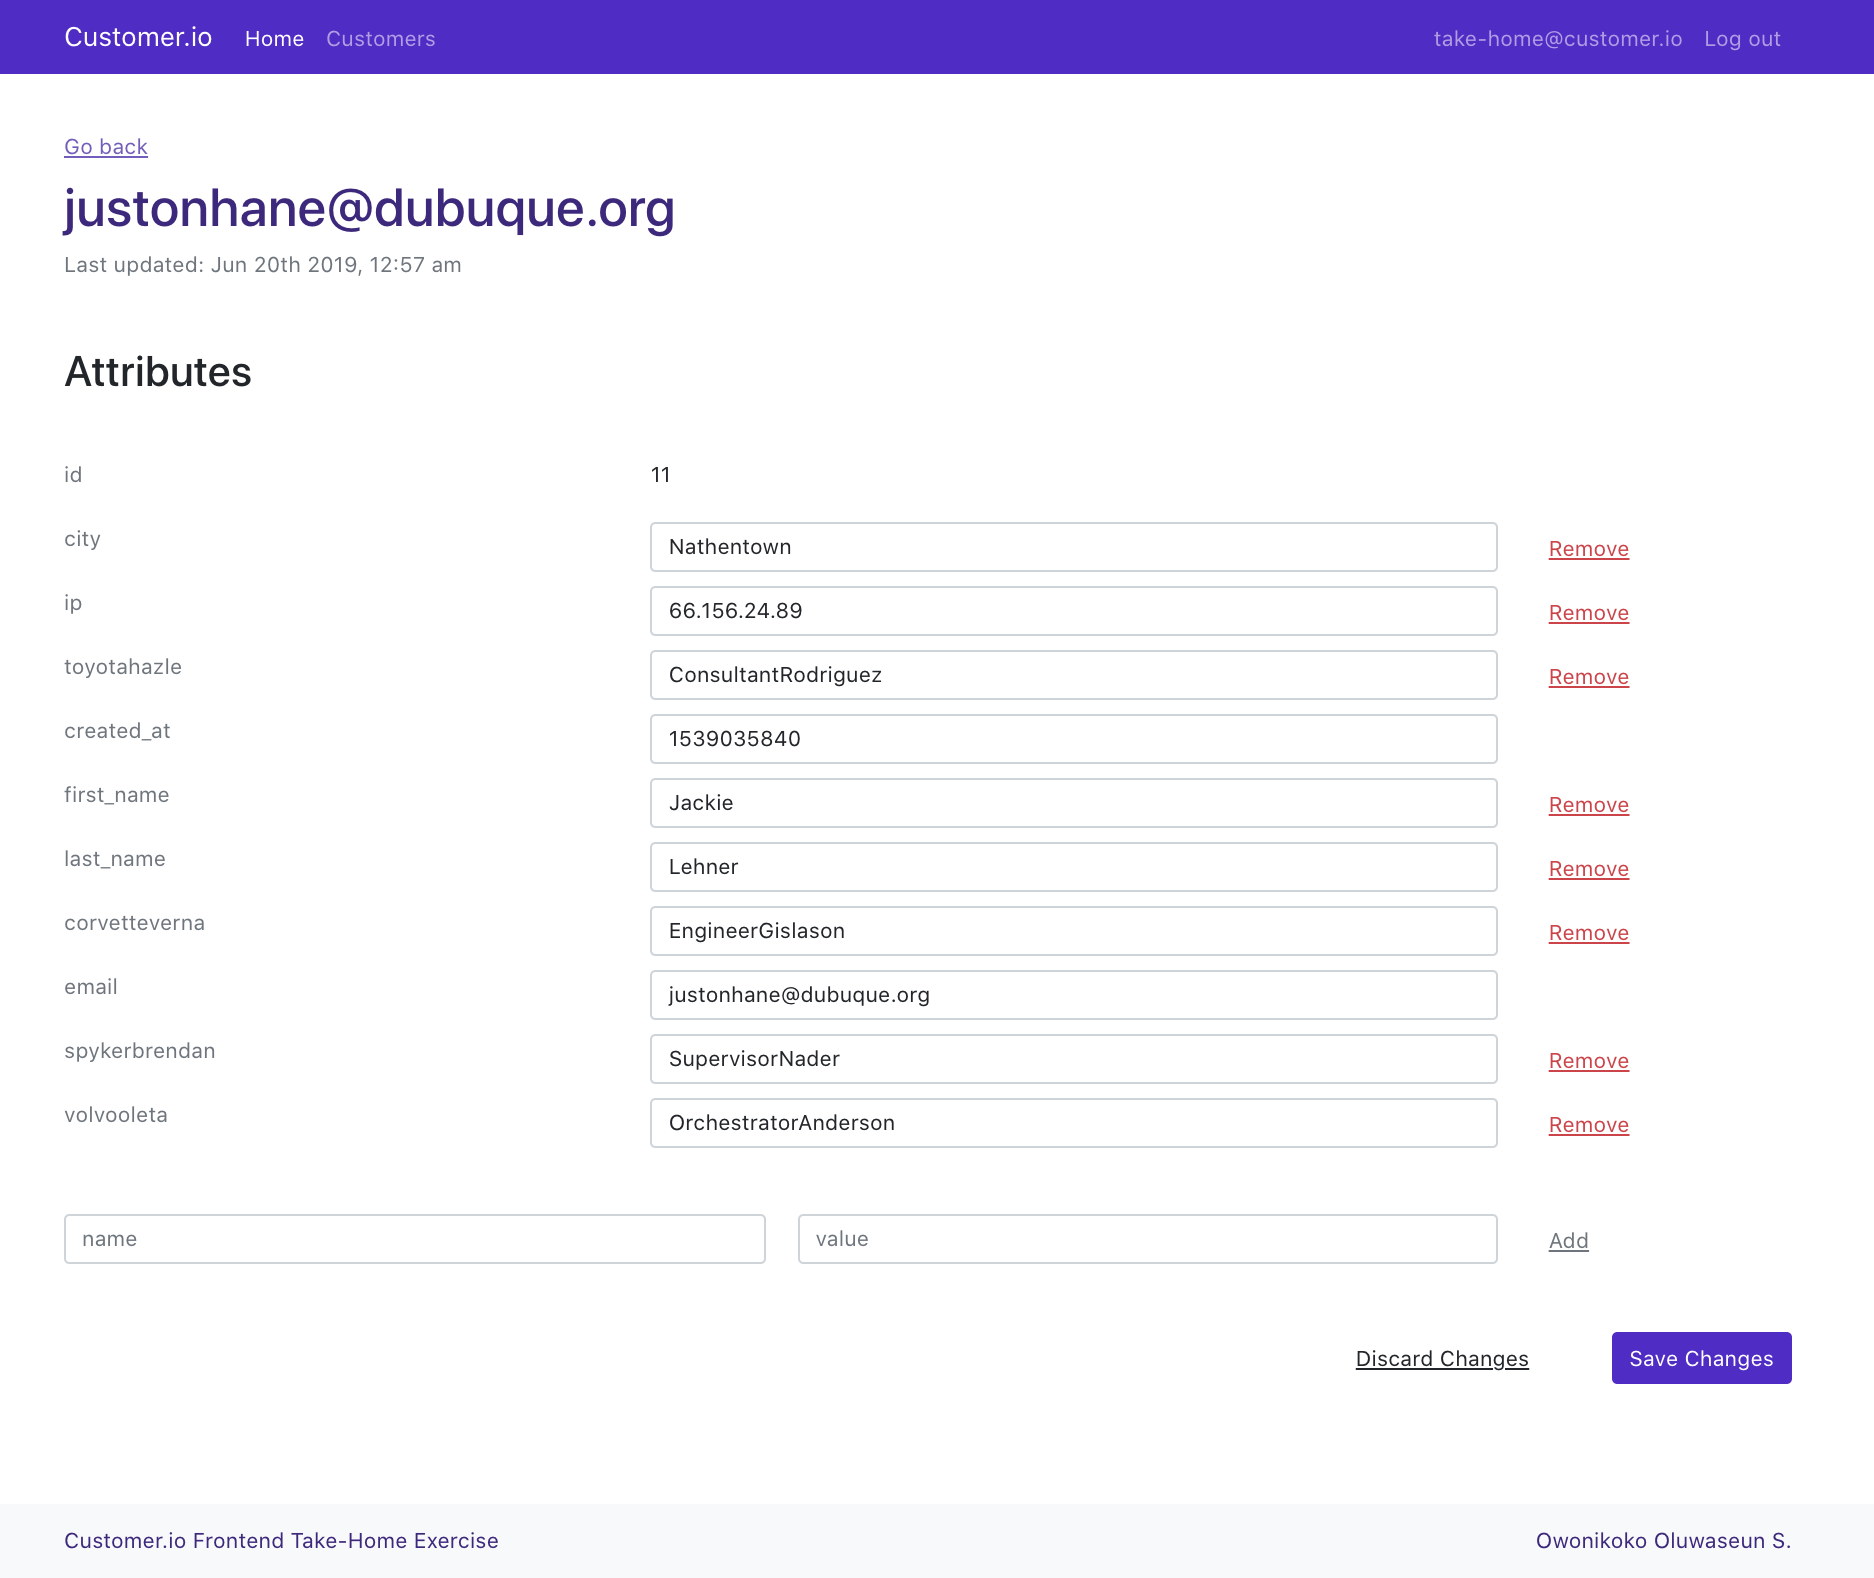 Customer.io Home Customers take-home@customer.io Log out
Go back
justonhane@dubuque.org
Last updated: Jun 20th 2019, 12:57 am
Attributes
id 11
city Nathentown Remove
ip 66.156.24.89 Remove
toyotahazle ConsultantRodriguez Remove
created_at 1539035840
first_name Jackie Remove
last_name Lehner Remove
corvetteverna EngineerGislason Remove
email justonhane@dubuque.org
spykerbrendan SupervisorNader Remove
volvooleta OrchestratorAnderson Remove
name value Add
Discard Changes Save Changes
Customer.io Frontend Take-Home Exercise Owonikoko Oluwaseun S.